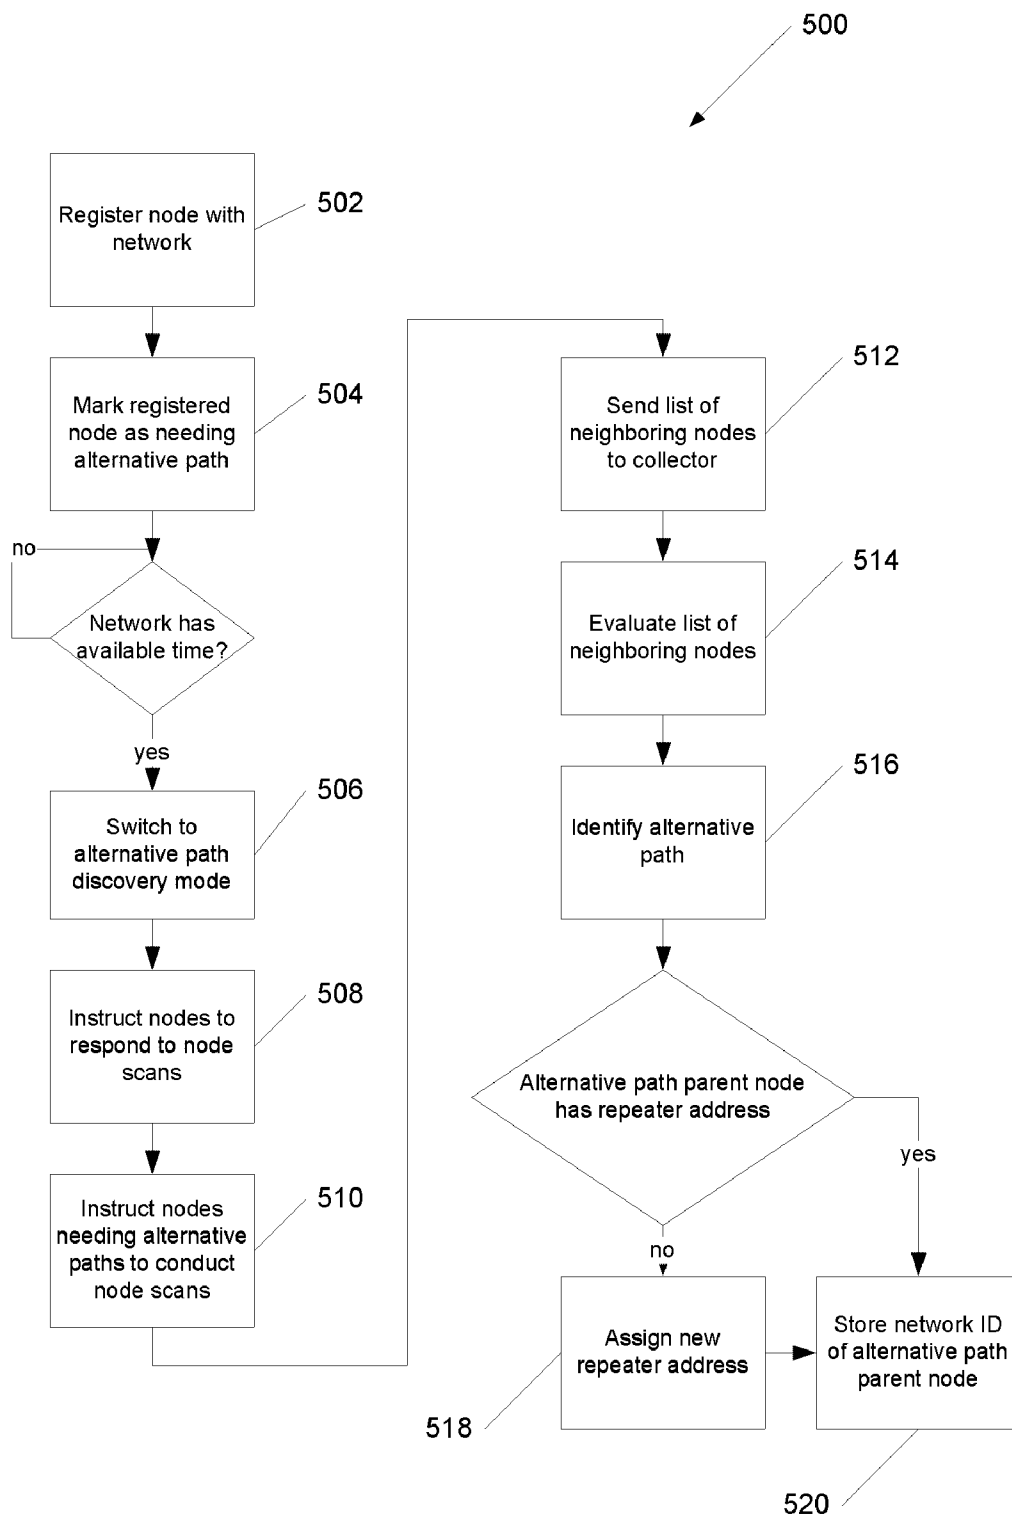 500
Register node with
network
502
Mark registered
node as needing
alternative path
504
no
Network has
available time?
yes
Switch to
alternative path
discovery mode
506
Instruct nodes to
respond to node
scans
508
Instruct nodes
needing alternative
paths to conduct
node scans
510
Send list of
neighboring nodes
to collector
512
Evaluate list of
neighboring nodes
514
Identify alternative
path
516
Alternative path parent node
has repeater address
yes
no
Assign new
repeater address
518
Store network ID
of alternative path
parent node
520